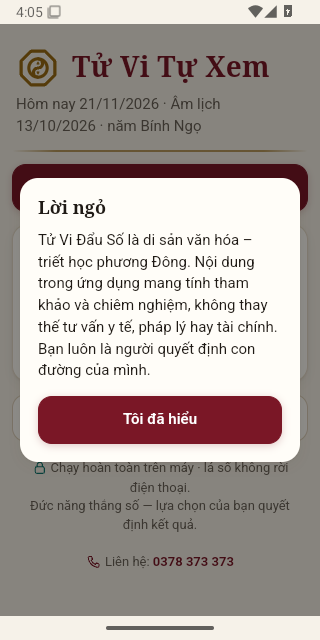 4:05
Tử Vi Tự Xem
Hôm nay 21/11/2026 · Âm lịch
13/10/2026 · năm Bính Ngọ
Lời ngỏ
Tử Vi Đẩu Số là di sản văn hóa –
triết học phương Đông. Nội dung
trong ứng dụng mang tính tham
khảo và chiêm nghiệm, không thay
thế tư vấn y tế, pháp lý hay tài chính.
Bạn luôn là người quyết định con
đường của mình.
Tôi đã hiểu
Chạy hoàn toàn trên máy · lá số không rời
điện thoại.
Đức năng thắng số — lựa chọn của bạn quyết
định kết quả.
Liên hệ: 0378 373 373